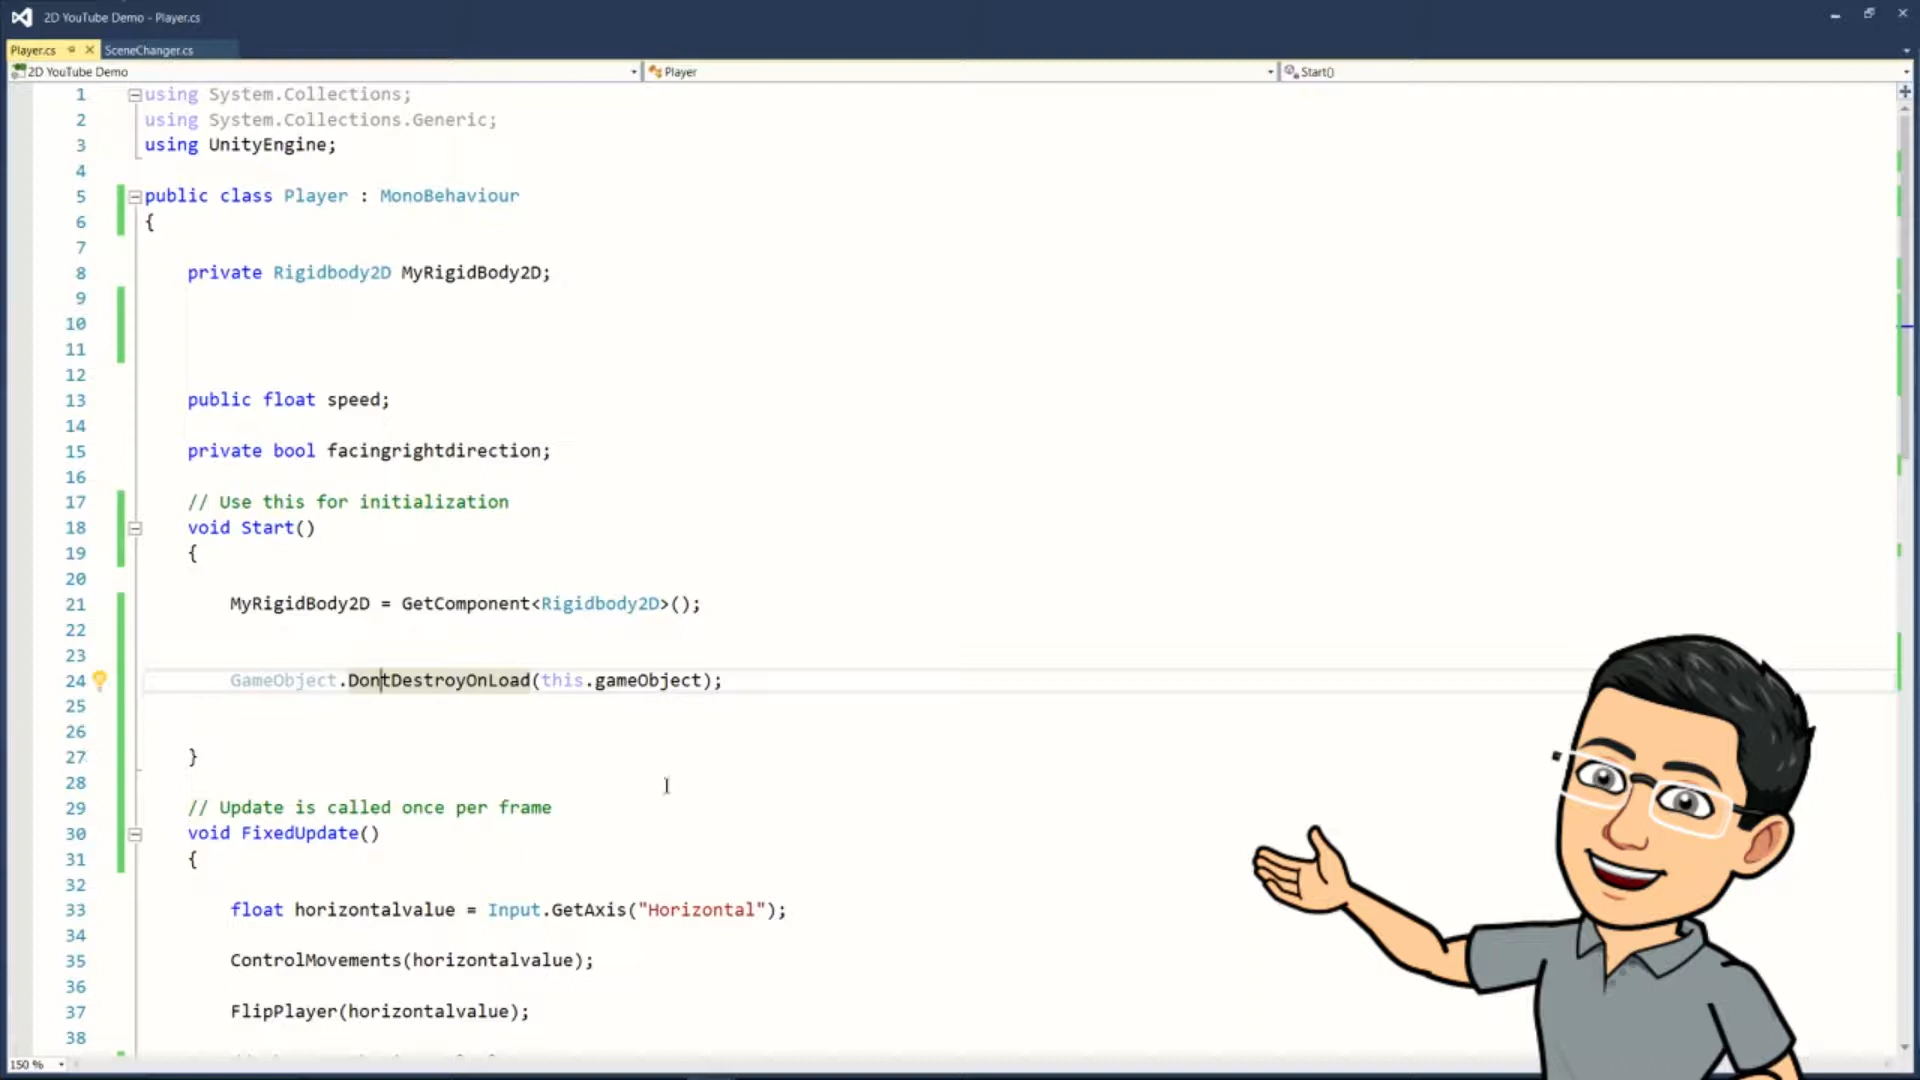 2D YouTube Demo - Player.cs
Player.cs SceneChanger.cs
2D YouTube Demo Player Start()
1 using System.Collections;
2 using System.Collections.Generic;
3 using UnityEngine;
4
5 public class Player : MonoBehaviour
6 {
7
8 private Rigidbody2D MyRigidBody2D;
9
10
11
12
13 public float speed;
14
15 private bool facingrightdirection;
16
17 // Use this for initialization
18 void Start()
19 {
20
21 MyRigidBody2D = GetComponent<Rigidbody2D>();
22
23
24 GameObject.DontDestroyOnLoad(this.gameObject);
25
26
27 }
28
29 // Update is called once per frame
30 void FixedUpdate()
31 {
32
33 float horizontalvalue = Input.GetAxis("Horizontal");
34
35 ControlMovements(horizontalvalue);
36
37 FlipPlayer(horizontalvalue);
38
150 %